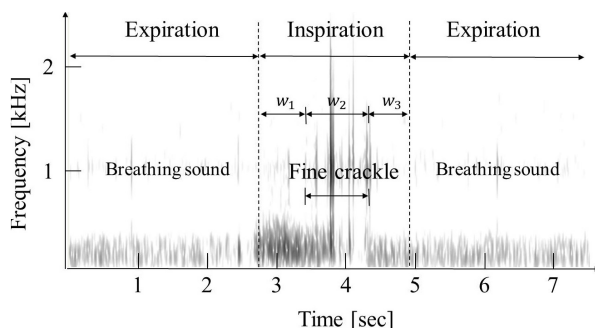 Expiration Inspiration Expiration
2
w₁ w₂ w₃
1
Breathing sound Fine crackle Breathing sound
Frequency [kHz]
1 2 3 4 5 6 7
Time [sec]